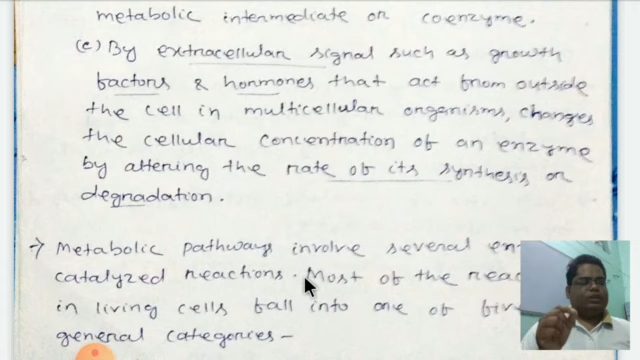 metabolic intermediate or coenzyme.
(c) By extracellular signal such as growth
factors & hormones that act from outside
the cell in multicellular organisms, changes
the cellular concentration of an enzyme
by altering the rate of its synthesis or
degradation.
→ Metabolic pathways involve several
catalyzed reactions. Most of the
in living cells fall into one of
general categories -